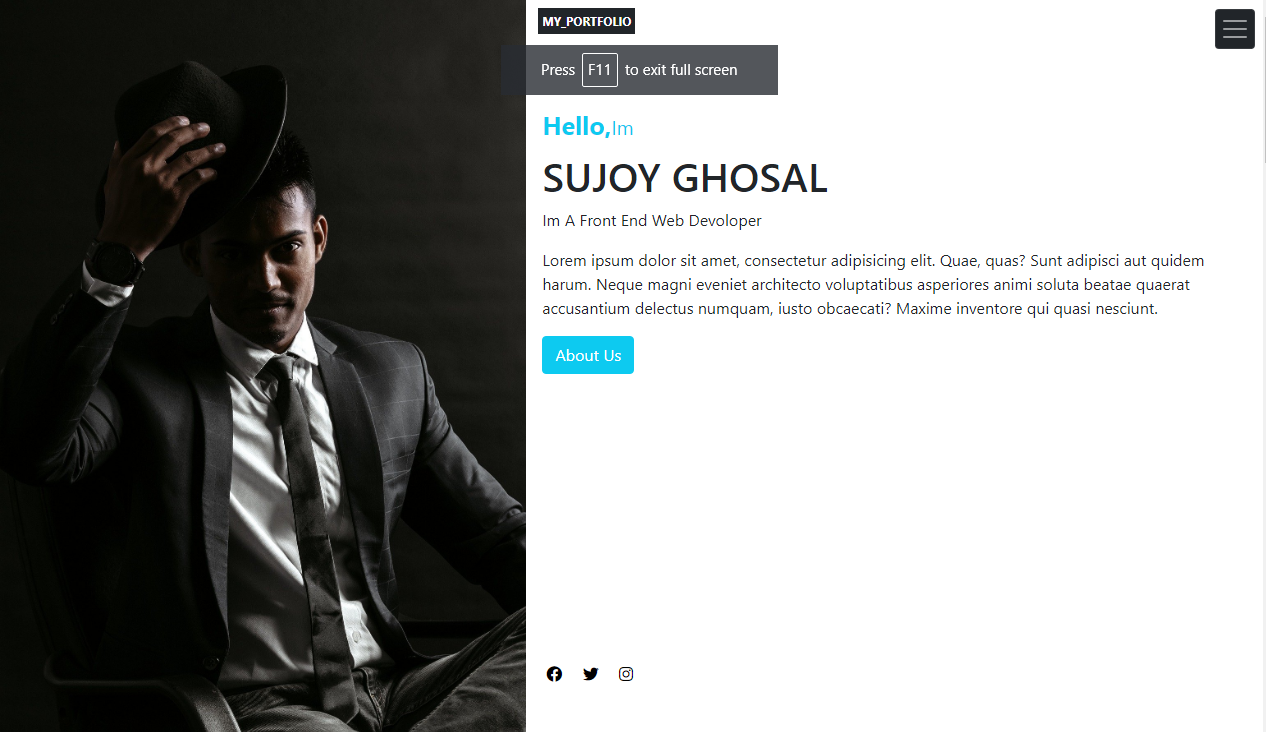 MY_PORTFOLIO
Press F11 to exit full screen
Hello,Im
SUJOY GHOSAL
Im A Front End Web Devoloper
Lorem ipsum dolor sit amet, consectetur adipisicing elit. Quae, quas? Sunt adipisci aut quidem
harum. Neque magni eveniet architecto voluptatibus asperiores animi soluta beatae quaerat
accusantium delectus numquam, iusto obcaecati? Maxime inventore qui quasi nesciunt.
About Us